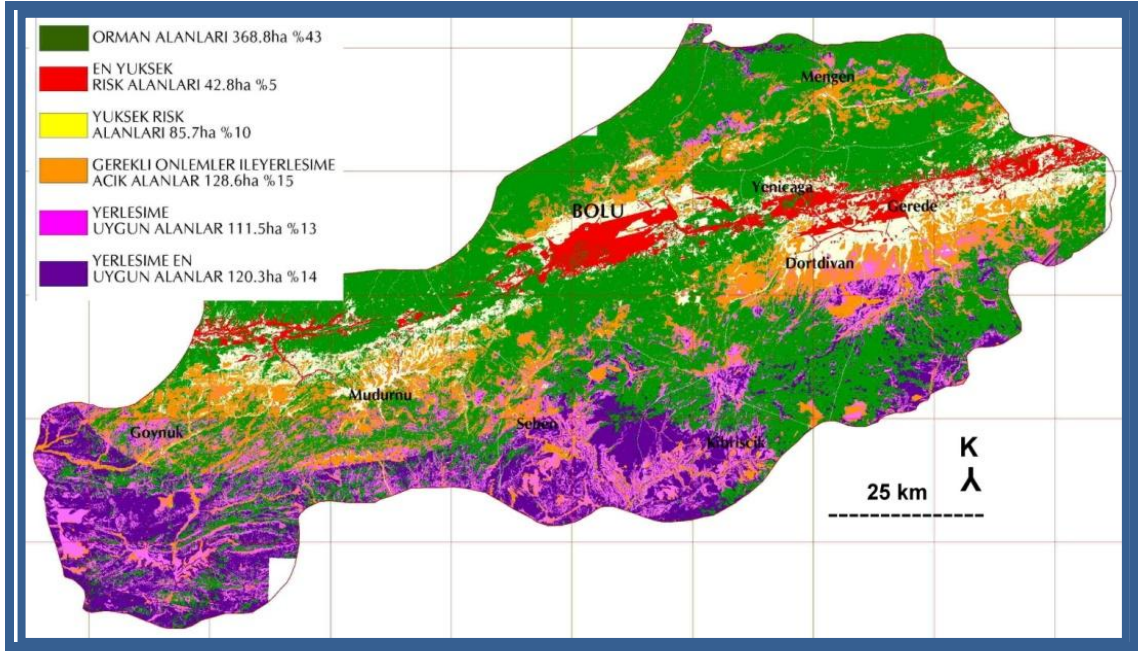 ORMAN ALANLARI 368.8ha %43
EN YUKSEK
RISK ALANLARI 42.8ha %5
YUKSEK RISK
ALANLARI 85.7ha %10
GEREKLI ONLEMLER ILEYERLESIME
ACIK ALANLAR 128.6ha %15
YERLESIME
UYGUN ALANLAR 111.5ha %13
YERLESIME EN
UYGUN ALANLAR 120.3ha %14
Mengen
Yenicaga
BOLU
Gerede
Dortdivan
Mudurnu
Seben
Goynuk
Kibriscik
K
25 km